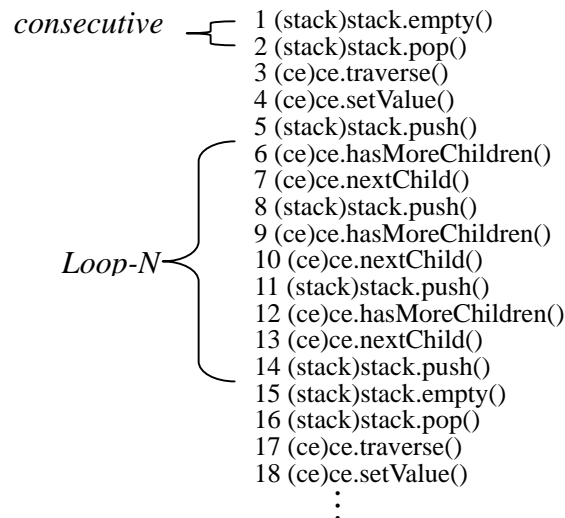 consecutive
1 (stack)stack.empty()
2 (stack)stack.pop()
3 (ce)ce.traverse()
4 (ce)ce.setValue()
5 (stack)stack.push()
6 (ce)ce.hasMoreChildren()
7 (ce)ce.nextChild()
8 (stack)stack.push()
9 (ce)ce.hasMoreChildren()
Loop-N
10 (ce)ce.nextChild()
11 (stack)stack.push()
12 (ce)ce.hasMoreChildren()
13 (ce)ce.nextChild()
14 (stack)stack.push()
15 (stack)stack.empty()
16 (stack)stack.pop()
17 (ce)ce.traverse()
18 (ce)ce.setValue()
⋮